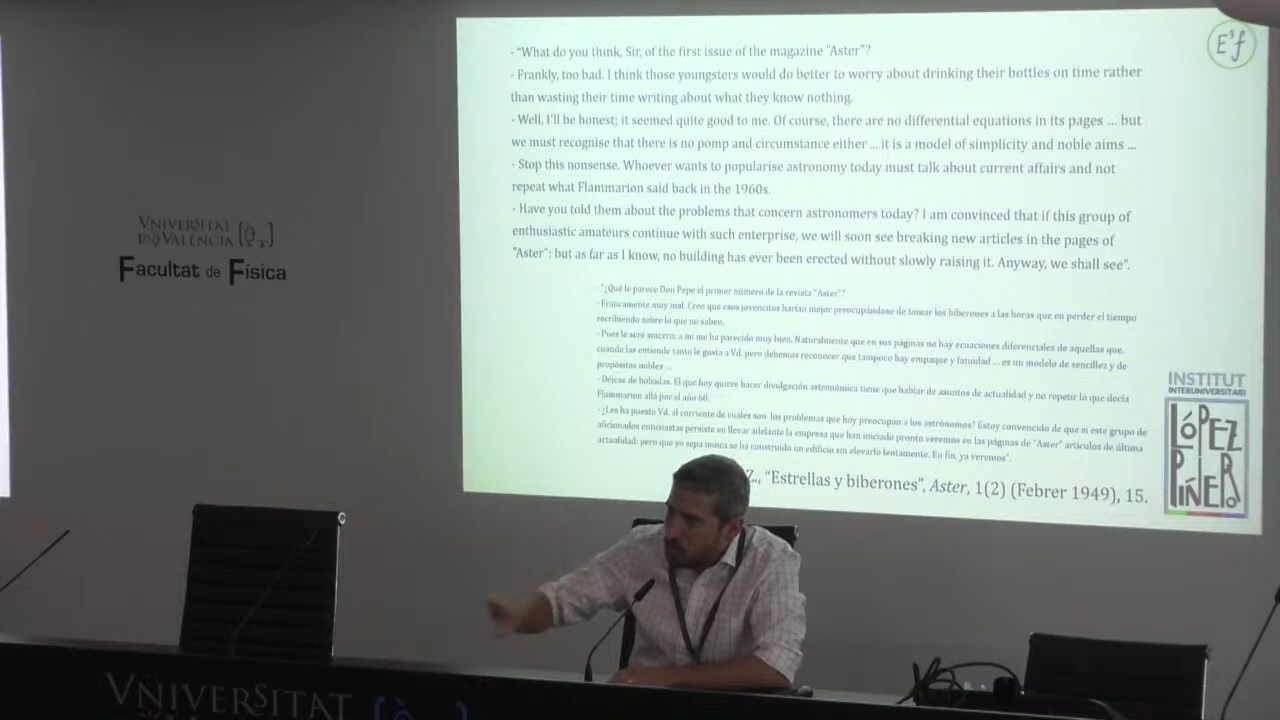 E³f
- “What do you think, Sir, of the first issue of the magazine "Aster"?
- Frankly, too bad. I think those youngsters would do better to worry about drinking their bottles on time rather
than wasting their time writing about what they know nothing.
- Well, I'll be honest; it seemed quite good to me. Of course, there are no differential equations in its pages ... but
we must recognise that there is no pomp and circumstance either ... it is a model of simplicity and noble aims ...
- Stop this nonsense. Whoever wants to popularise astronomy today must talk about current affairs and not
repeat what Flammarion said back in the 1960s.
- Have you told them about the problems that concern astronomers today? I am convinced that if this group of
enthusiastic amateurs continue with such enterprise, we will soon see breaking new articles in the pages of
"Aster": but as far as I know, no building has ever been erected without slowly raising it. Anyway, we shall see”.
- "¿Qué le parece Don Pepe el primer número de la revista "Aster"?
- Francamente muy mal. Creo que esos jovencitos harían mejor preocupándose de tomar los biberones a las horas que en perder el tiempo
escribiendo sobre lo que no saben.
- Pues le seré sincero: a mi me ha parecido muy bien. Naturalmente que en sus páginas no hay ecuaciones diferenciales de aquellas que,
cuando las entiende tanto le gusta a Vd. pero debemos reconocer que tampoco hay empaque y fatuidad ... es un modelo de sencillez y de
propósitos nobles ...
- Déjese de bobadas. El que hoy quiere hacer divulgación astronómica tiene que hablar de asuntos de actualidad y no repetir lo que decía
Flammarion allá por el año 60.
- ¿Les ha puesto Vd. al corriente de cuáles son los problemas que hoy preocupan a los astrónomos? Estoy convencido de que si este grupo de
aficionados entusiastas persiste en llevar adelante la empresa que han iniciado pronto veremos en las páginas de "Aster" artículos de última
actualidad: pero que yo sepa nunca se ha construido un edificio sin elevarlo lentamente. En fin, ya veremos".
Z., “Estrellas y biberones”, Aster, 1(2) (Febrer 1949), 15.
INSTITUT
INTERUNIVERSITARI
LÓPEZ
PIÑERO
VNIVERSITAT
ID QVALÈNCIA
Facultat de Física
VNIVERSITAT